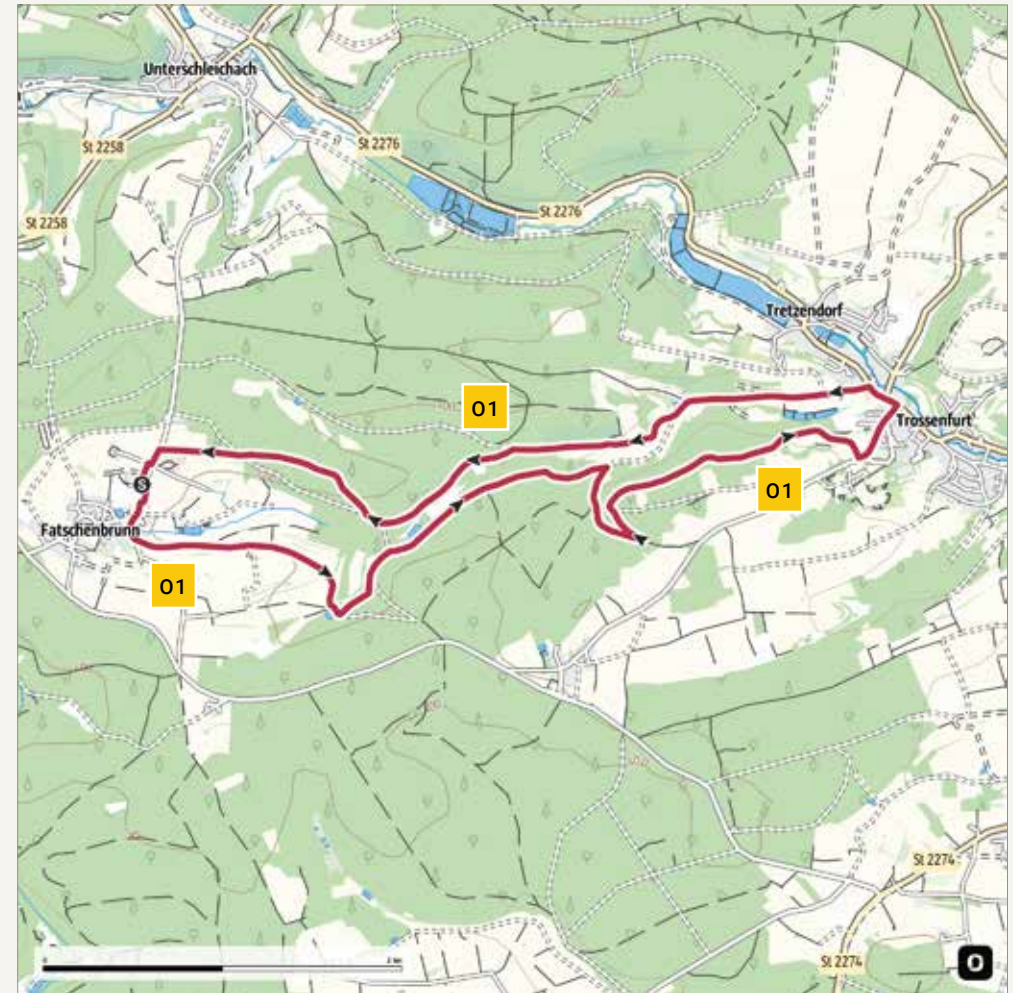 Unterschleichach
St 2258
St 2276
St 2258
St 2276
Tretzendorf
01
Trossenfurt
S
01
Fatschenbrunn
01
St 2274
St 2274
O